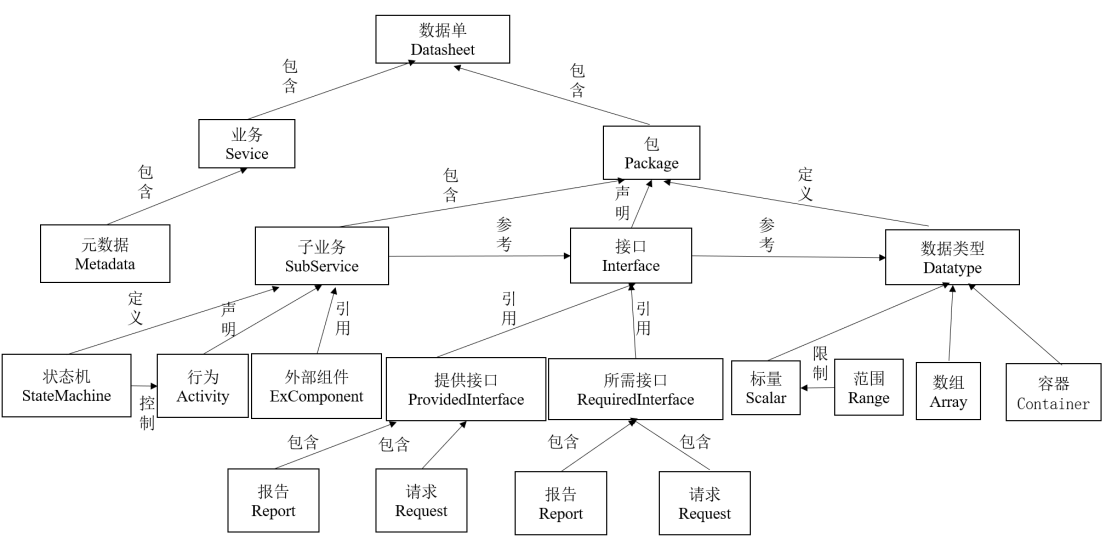 数据单
Datasheet
包含
包含
业务
Sevice
包
Package
包含
包含
声明
定义
元数据
Metadata
子业务
SubService
参考
接口
Interface
参考
数据类型
Datatype
定义
声明
引用
引用
引用
状态机
StateMachine
控制
行为
Activity
外部组件
ExComponent
提供接口
ProvidedInterface
所需接口
RequiredInterface
标量
Scalar
限制
范围
Range
数组
Array
容器
Container
包含
包含
包含
包含
报告
Report
请求
Request
报告
Report
请求
Request